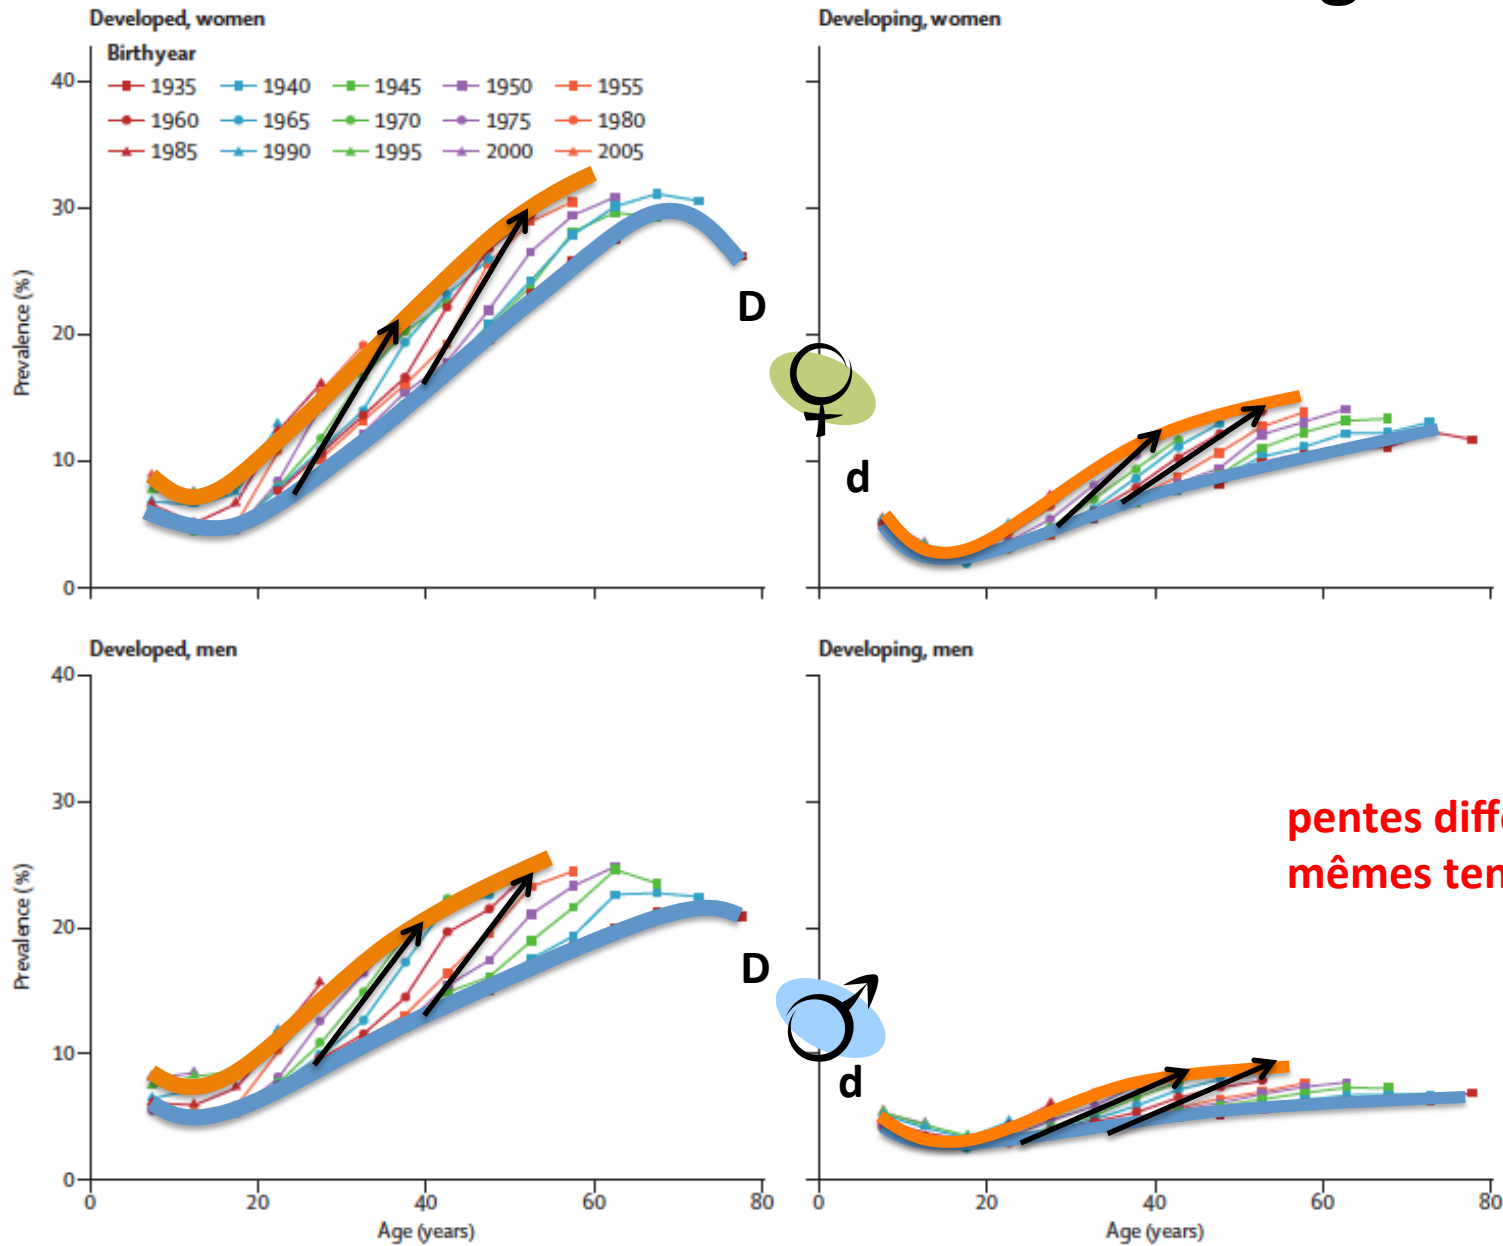 Developed, women
Birthyear
1935 1940 1945 1950 1955
1960 1965 1970 1975 1980
1985 1990 1995 2000 2005
Prevalence (%)
40
30
20
10
0
D
Developing, women
d
Developed, men
Prevalence (%)
40
30
20
10
0
0 20 40 60 80
Age (years)
D
Developing, men
d
pentes
mêmes
0 20 40 60 80
Age (years)